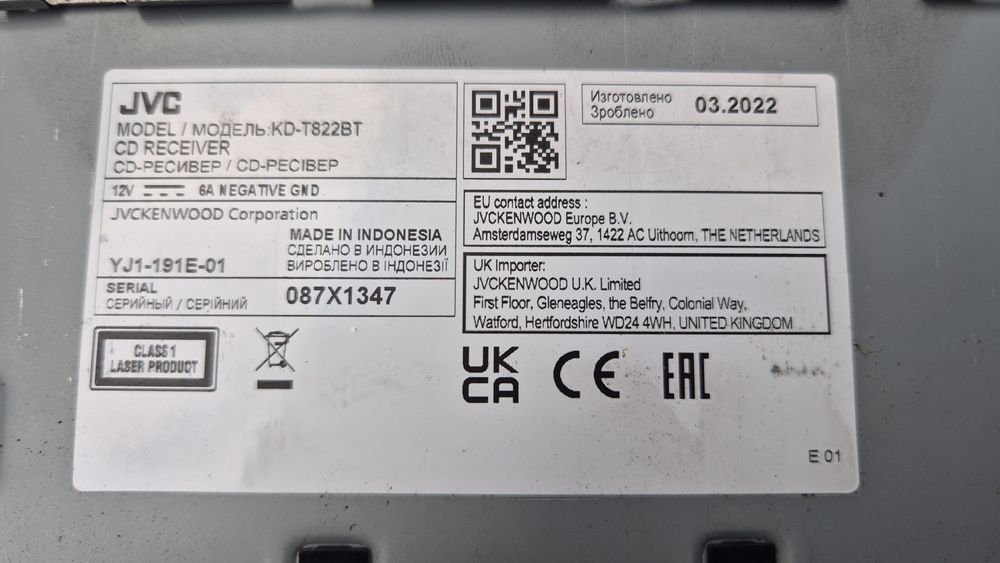 JVC
MODEL / МОДЕЛЬ:KD-T822BT
CD RECEIVER
CD-РЕСИВЕР / CD-РЕСІВЕР
12V 6A NEGATIVE GND
JVCKENWOOD Corporation
MADE IN INDONESIA
СДЕЛАНО В ИНДОНЕЗИИ
YJ1-191E-01 ВИРОБЛЕНО В ІНДОНЕЗІЇ
SERIAL
СЕРИЙНЫЙ / СЕРІЙНИЙ 087X1347
CLASS 1
LASER PRODUCT
Изготовлено
Зроблено 03.2022
EU contact address :
JVCKENWOOD Europe B.V.
Amsterdamseweg 37, 1422 AC Uithoorn, THE NETHERLANDS
UK Importer:
JVCKENWOOD U.K. Limited
First Floor, Gleneagles, the Belfry, Colonial Way,
Watford, Hertfordshire WD24 4WH, UNITED KINGDOM
UK
CA CE EAC
E 01